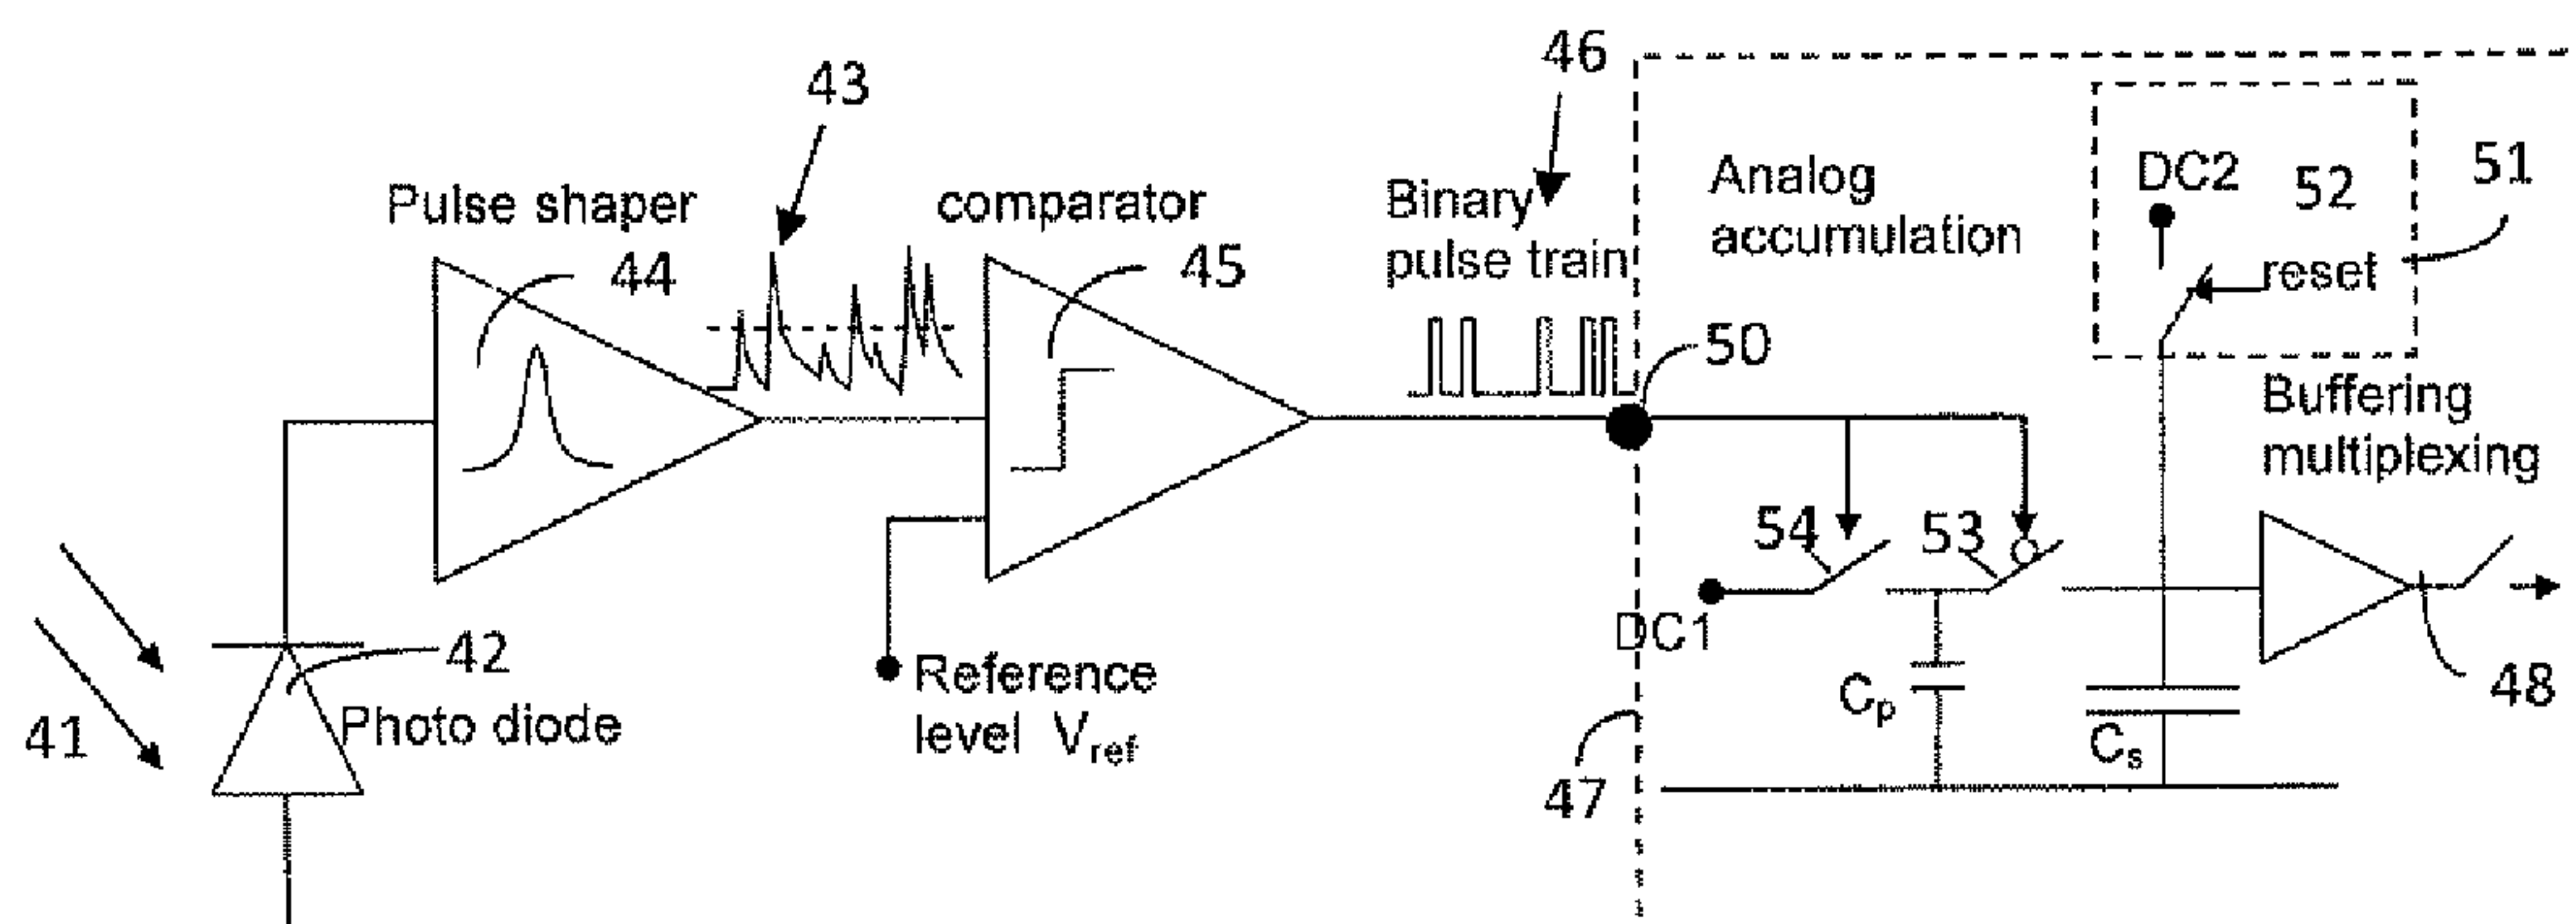 43
46
Pulse shaper
44
comparator
45
Binary
pulse train
Analog
accumulation
DC2
52
reset
51
50
Buffering
multiplexing
54
53
DC1
42
Photo diode
41
Reference
level Vref
47
Cp
Cs
48